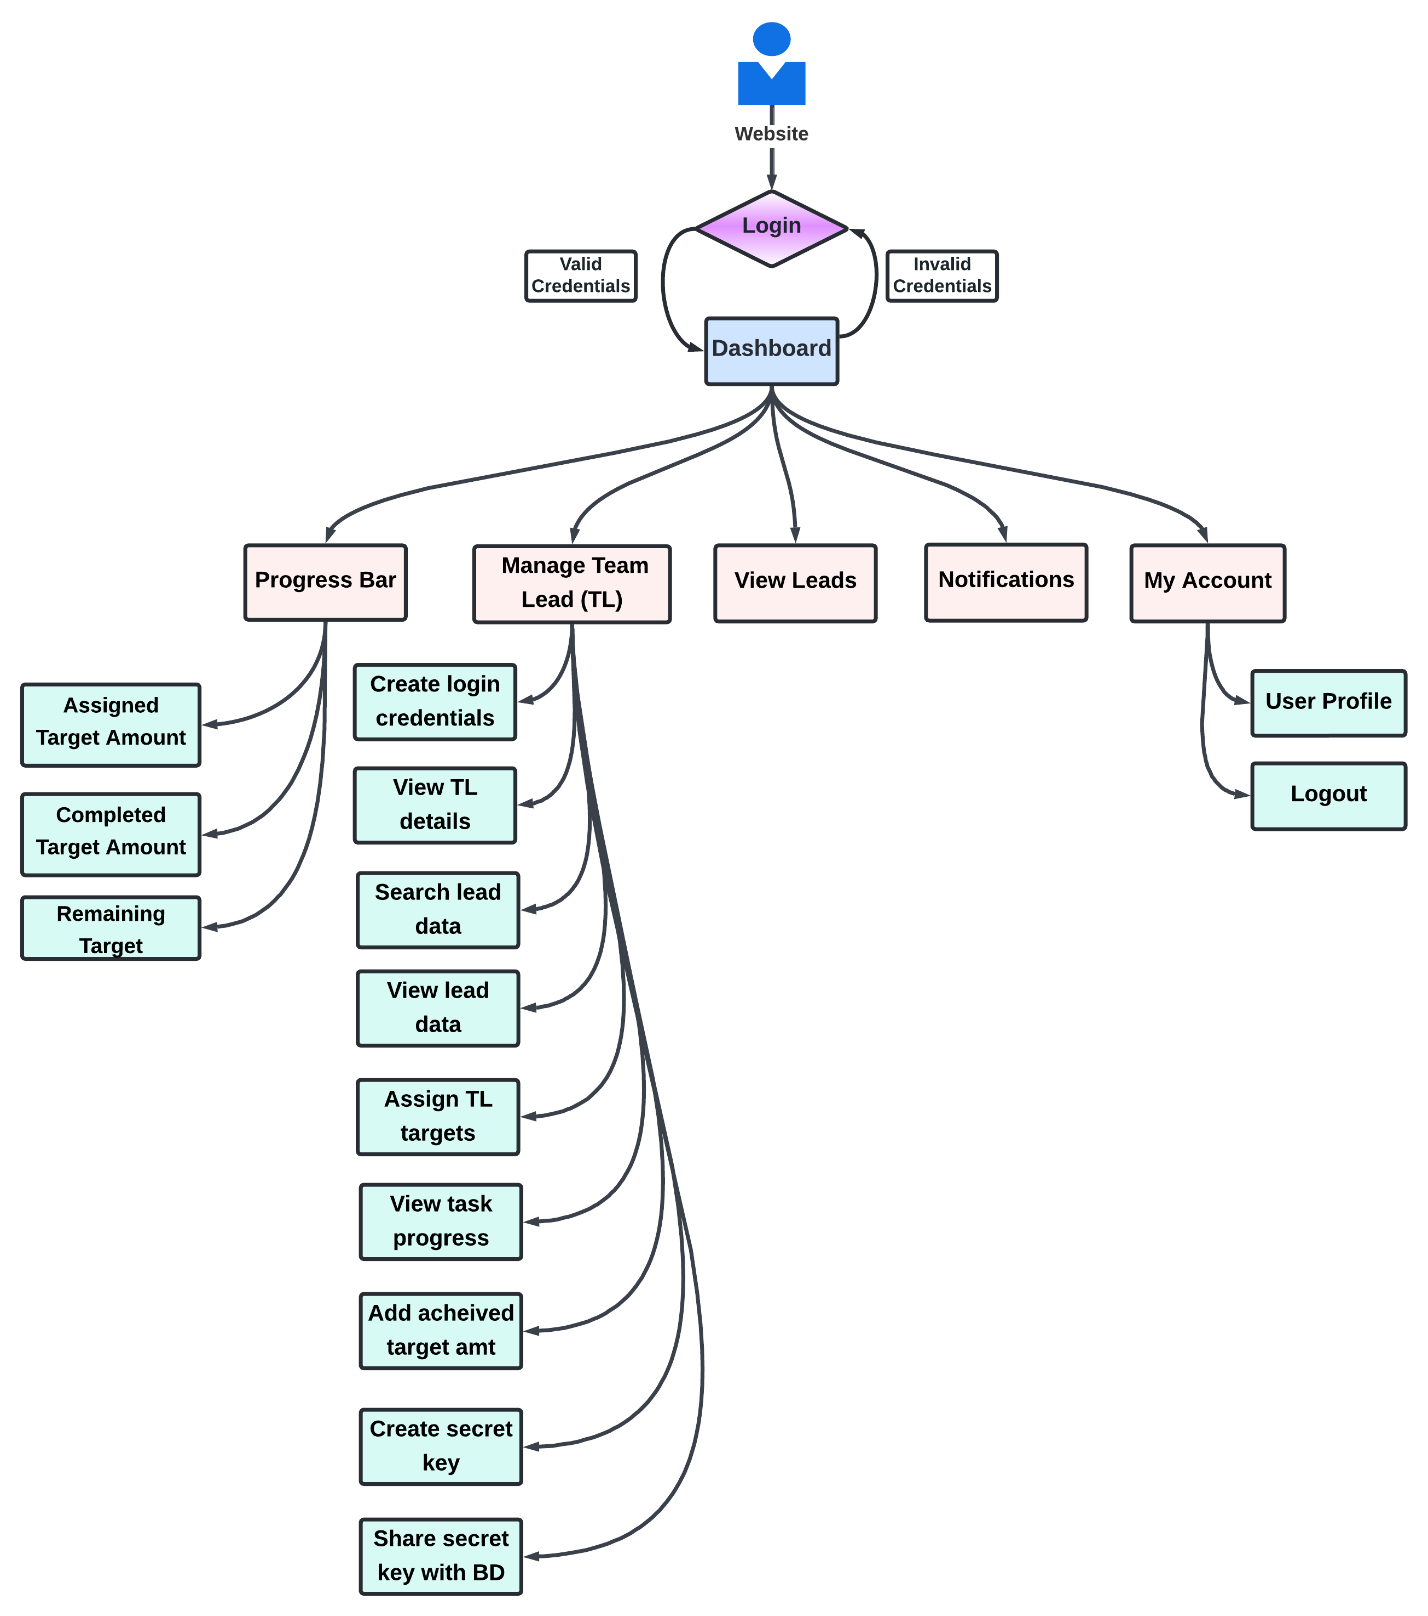 Website
Login
Valid
Credentials
Invalid
Credentials
Dashboard
Progress Bar
Manage Team
Lead (TL)
View Leads
Notifications
My Account
Assigned
Target Amount
Completed
Target Amount
Remaining
Target
Create login
credentials
View TL
details
Search lead
data
View lead
data
Assign TL
targets
View task
progress
Add acheived
target amt
Create secret
key
Share secret
key with BD
User Profile
Logout